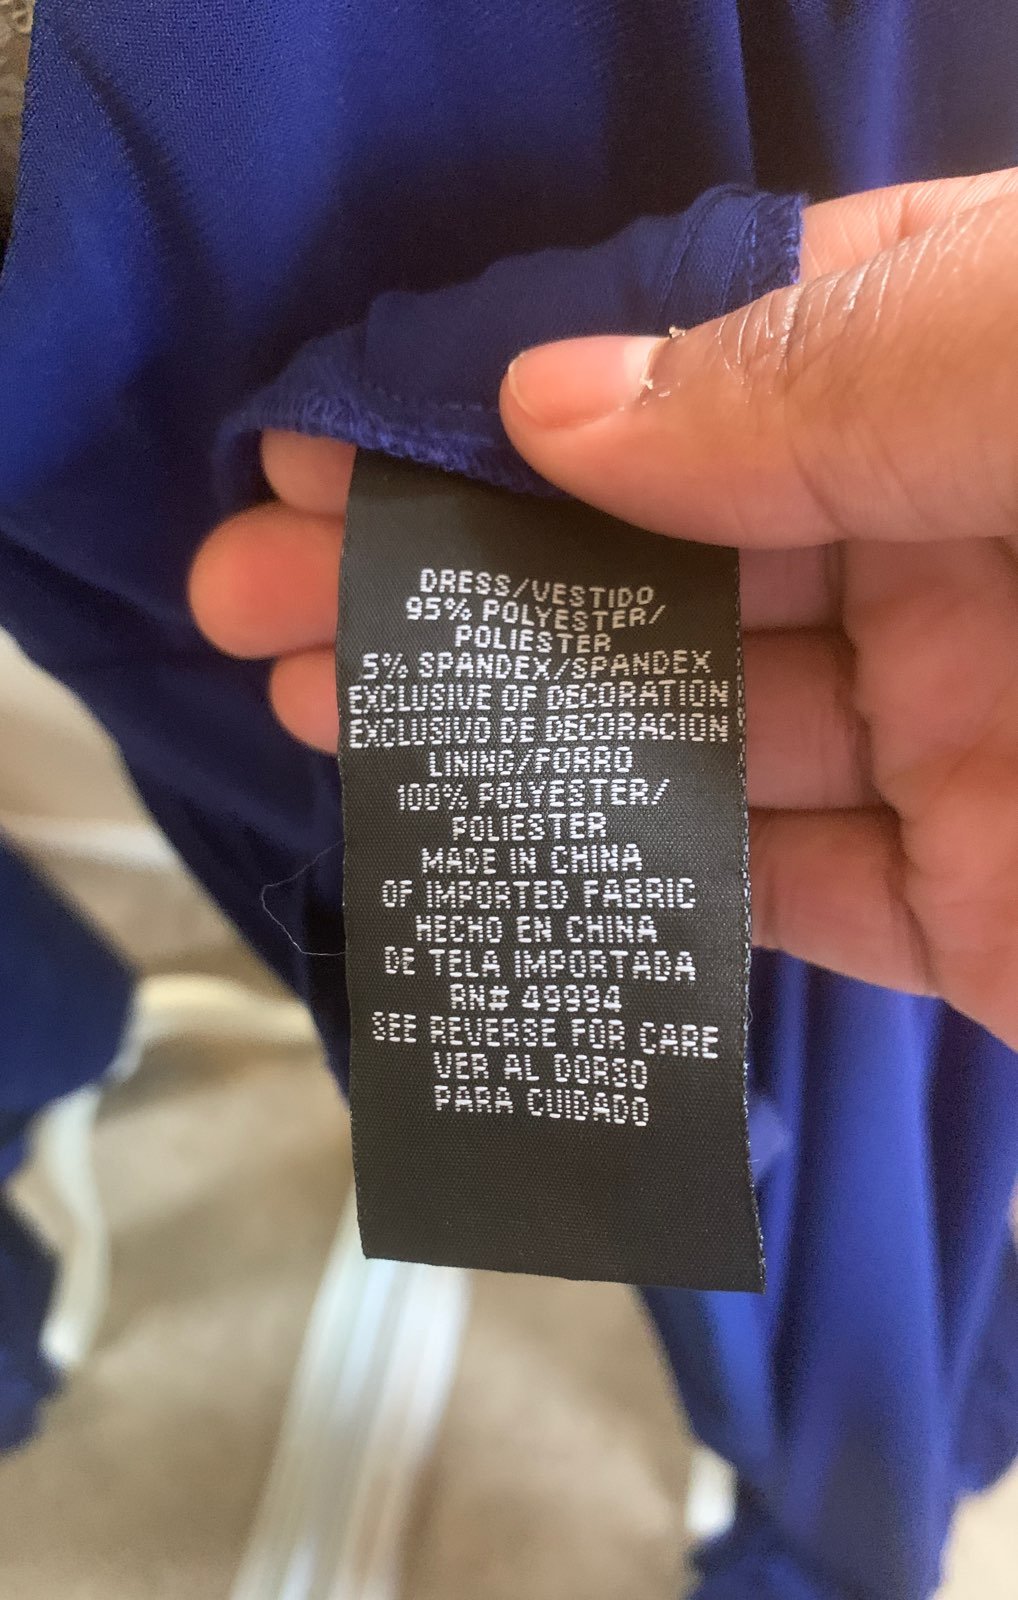 DRESS/VESTIDO
95% POLYESTER/
POLIESTER
5% SPANDEX/SPANDEX
EXCLUSIVE OF DECORATION
EXCLUSIVO DE DECORACION
LINING/FORRO
100% POLYESTER/
POLIESTER
MADE IN CHINA
OF IMPORTED FABRIC
HECHO EN CHINA
DE TELA IMPORTADA
RN# 49994
SEE REVERSE FOR CARE
VER AL DORSO
PARA CUIDADO